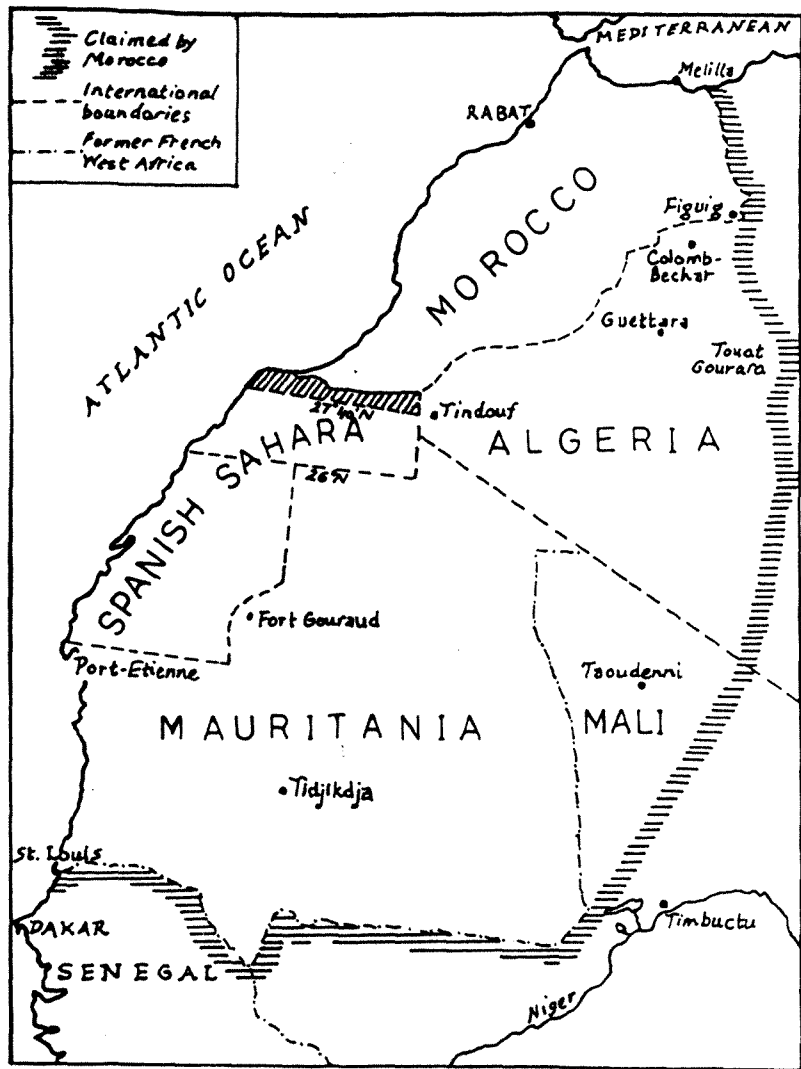 Claimed by
Morocco
International
boundaries
Former French
West Africa
MEDITERRANEAN
Melilla
RABAT
ATLANTIC OCEAN
MOROCCO
Figuig
Colomb-
Bechar
Guettara
Touat
Gourara
27°40'N
Tindouf
ALGERIA
SPANISH SAHARA
26°N
Fort Gouraud
Port-Etienne
Taoudenni
MAURITANIA
MALI
Tidjikdja
St. Louis
DAKAR
Timbuctu
SENEGAL
Niger